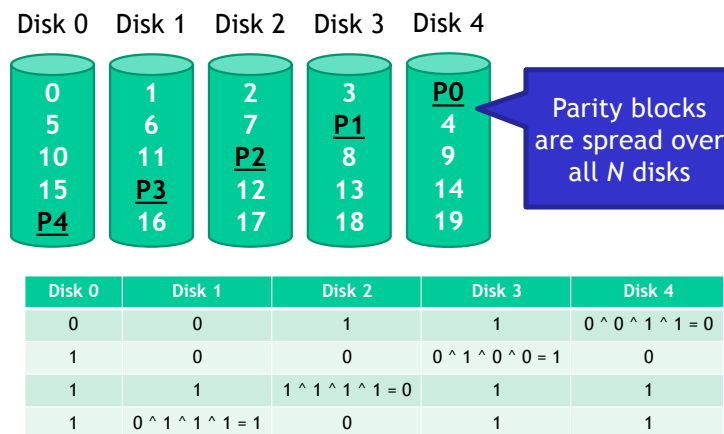 Disk 0 Disk 1 Disk 2 Disk 3 Disk 4
0 1 2 3 P0
5 6 7 P1 4
10 11 P2 8 9
15 P3 12 13 14
P4 16 17 18 19
Parity blocks
are spread over
all N disks
Disk 0 Disk 1 Disk 2 Disk 3 Disk 4
0 0 1 1 0 ^ 0 ^ 1 ^ 1 = 0
1 0 0 0 ^ 1 ^ 0 ^ 0 = 1 0
1 1 1 ^ 1 ^ 1 ^ 1 = 0 1 1
1 0 ^ 1 ^ 1 ^ 1 = 1 0 1 1